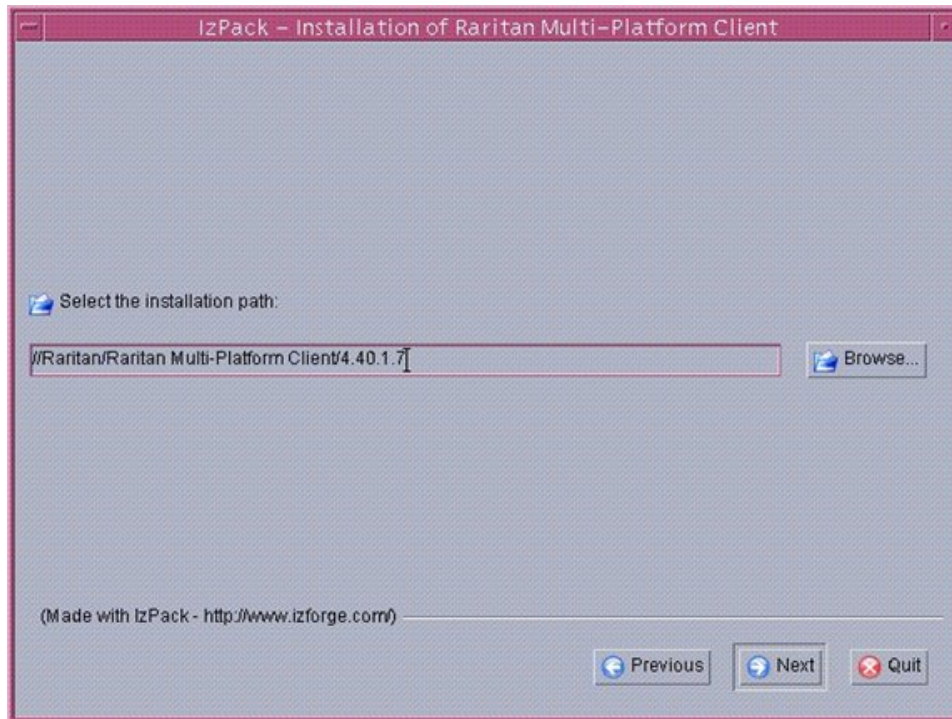 IzPack - Installation of Raritan Multi-Platform Client
Select the installation path:
//Raritan/Raritan Multi-Platform Client/4.40.1.7
Browse...
(Made with IzPack - http://www.izforge.com/)
Previous
Next
Quit